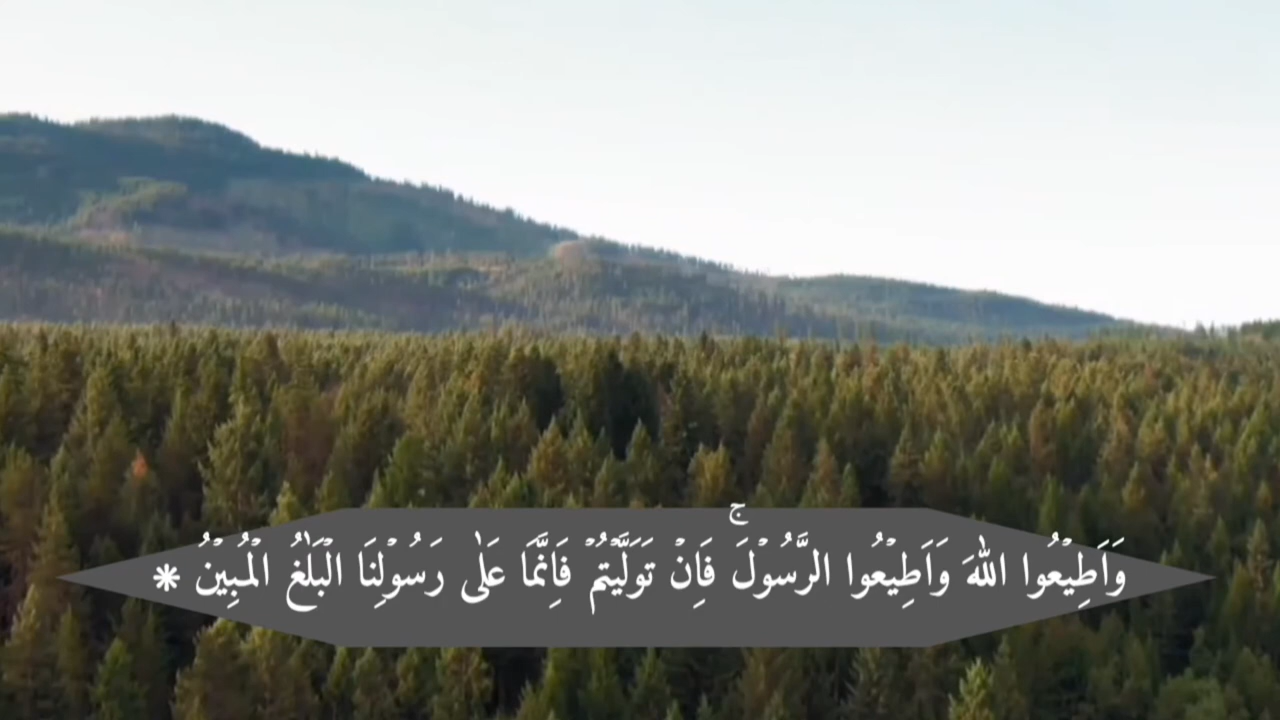 وَاَطِيْعُوا اللّٰهَ وَاَطِيْعُوا الرَّسُوْلَۚ فَاِنْ تَوَلَّيْتُمْ فَاِنَّمَا عَلٰى رَسُوْلِنَا الْبَلٰغُ الْمُبِيْنُ *